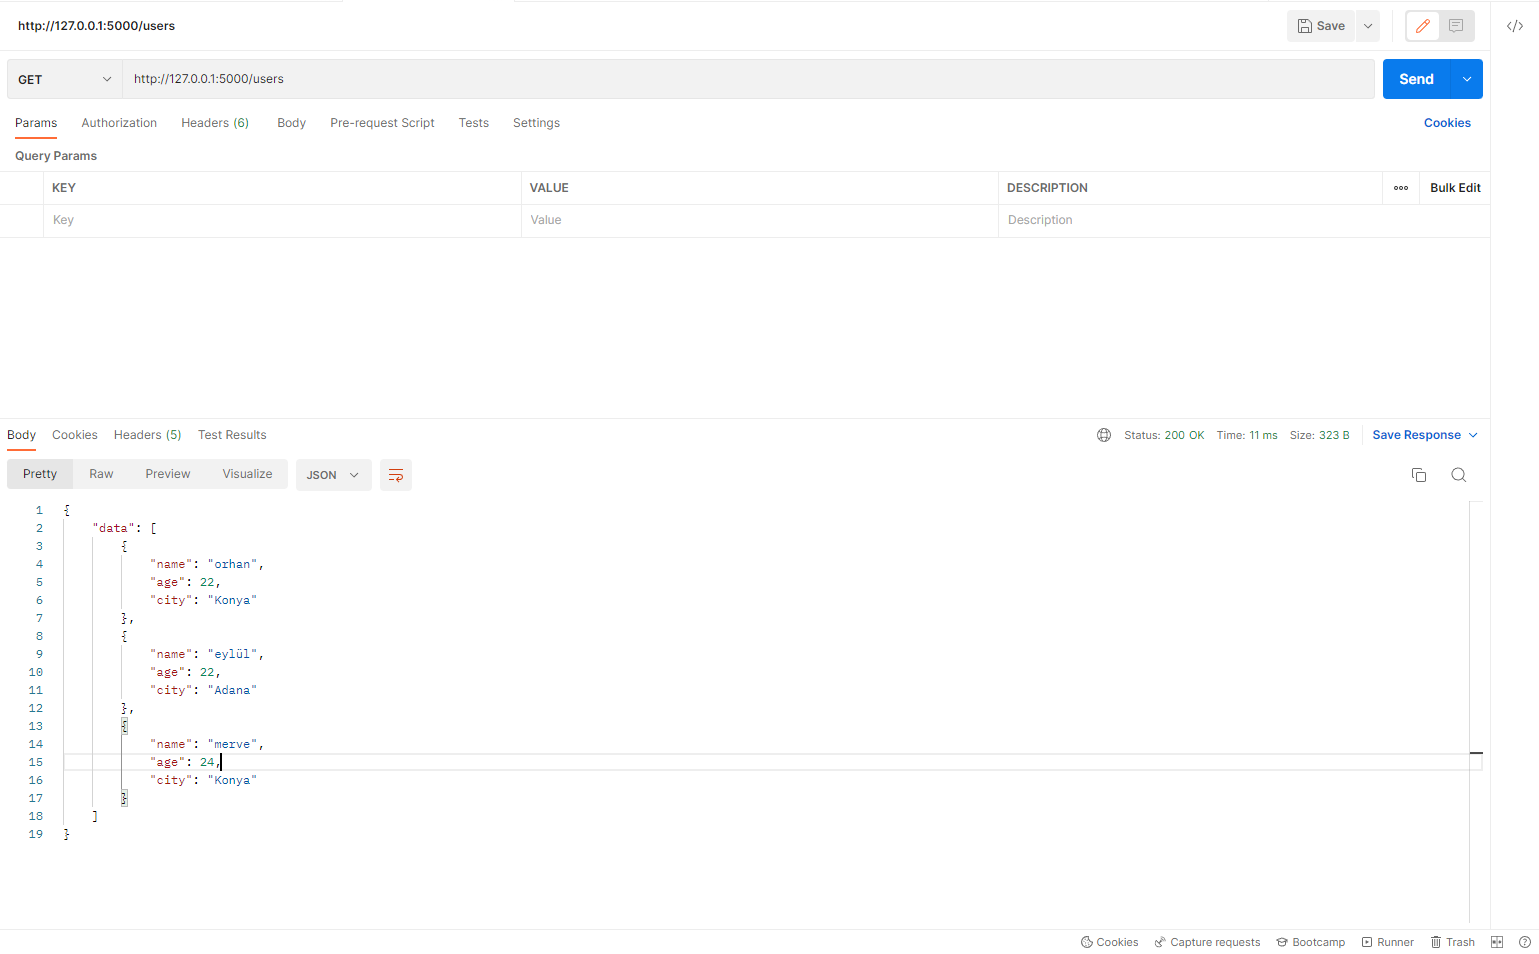 http://127.0.0.1:5000/users Save
GET http://127.0.0.1:5000/users Send
Params Authorization Headers (6) Body Pre-request Script Tests Settings Cookies
Query Params
KEY VALUE DESCRIPTION Bulk Edit
Key Value Description
Body Cookies Headers (5) Test Results Status: 200 OK Time: 11 ms Size: 323 B Save Response
Pretty Raw Preview Visualize JSON
1 {
2 "data": [
3 {
4 "name": "orhan",
5 "age": 22,
6 "city": "Konya"
7 },
8 {
9 "name": "eylül",
10 "age": 22,
11 "city": "Adana"
12 },
13 {
14 "name": "merve",
15 "age": 24,
16 "city": "Konya"
17 }
18 ]
19 }
Cookies Capture requests Bootcamp Runner Trash